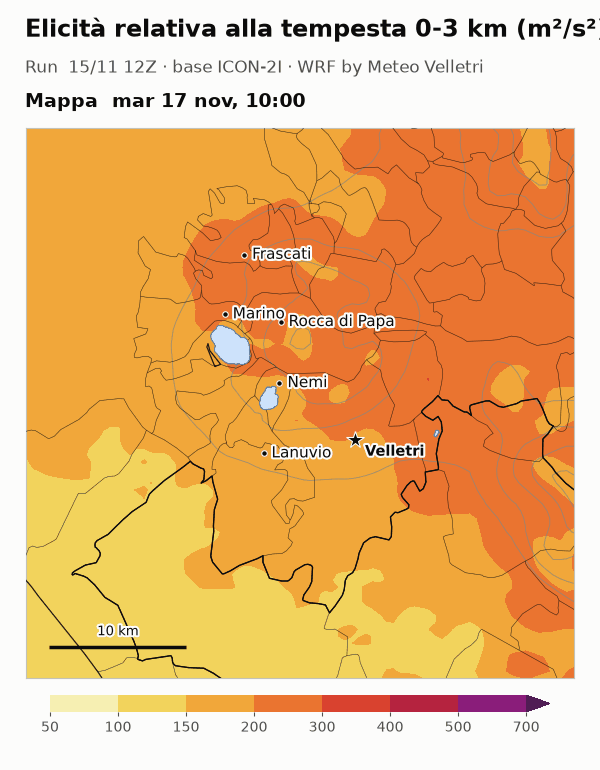 Elicità relativa alla tempesta 0-3 km (m²/s²)
Run 15/11 12Z · base ICON-2I · WRF by Meteo Velletri
Mappa mar 17 nov, 10:00
Frascati
Marino
Rocca di Papa
Nemi
Velletri
Lanuvio
10 km
50 100 150 200 300 400 500 700